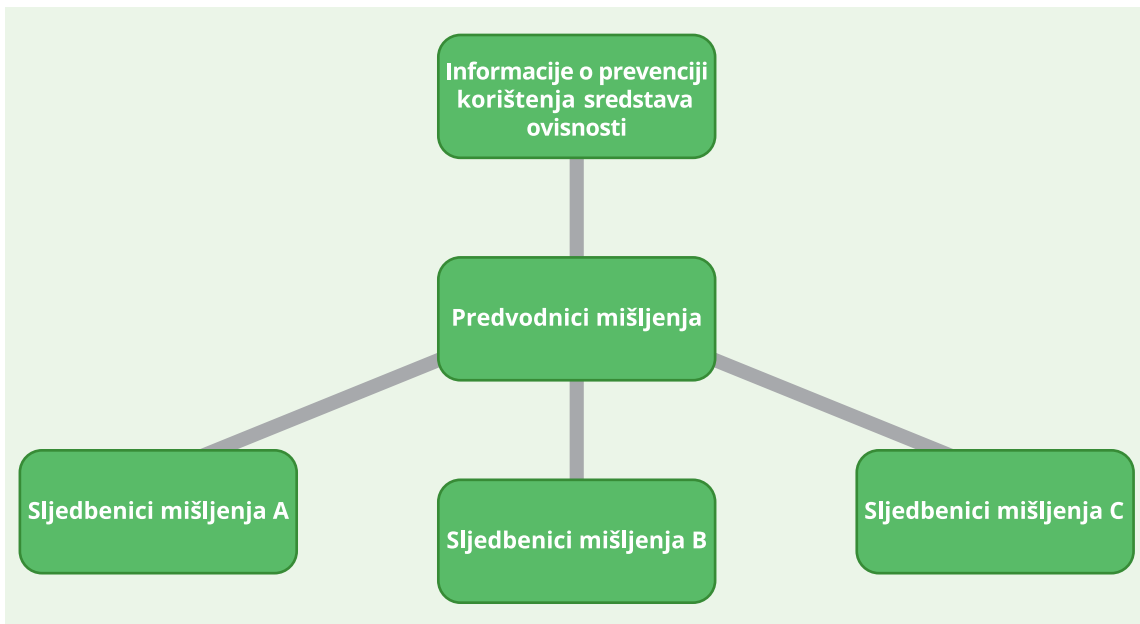 Informacije o prevenciji
korištenja sredstava
ovisnosti
Predvodnici mišljenja
Sljedbenici mišljenja A
Sljedbenici mišljenja B
Sljedbenici mišljenja C